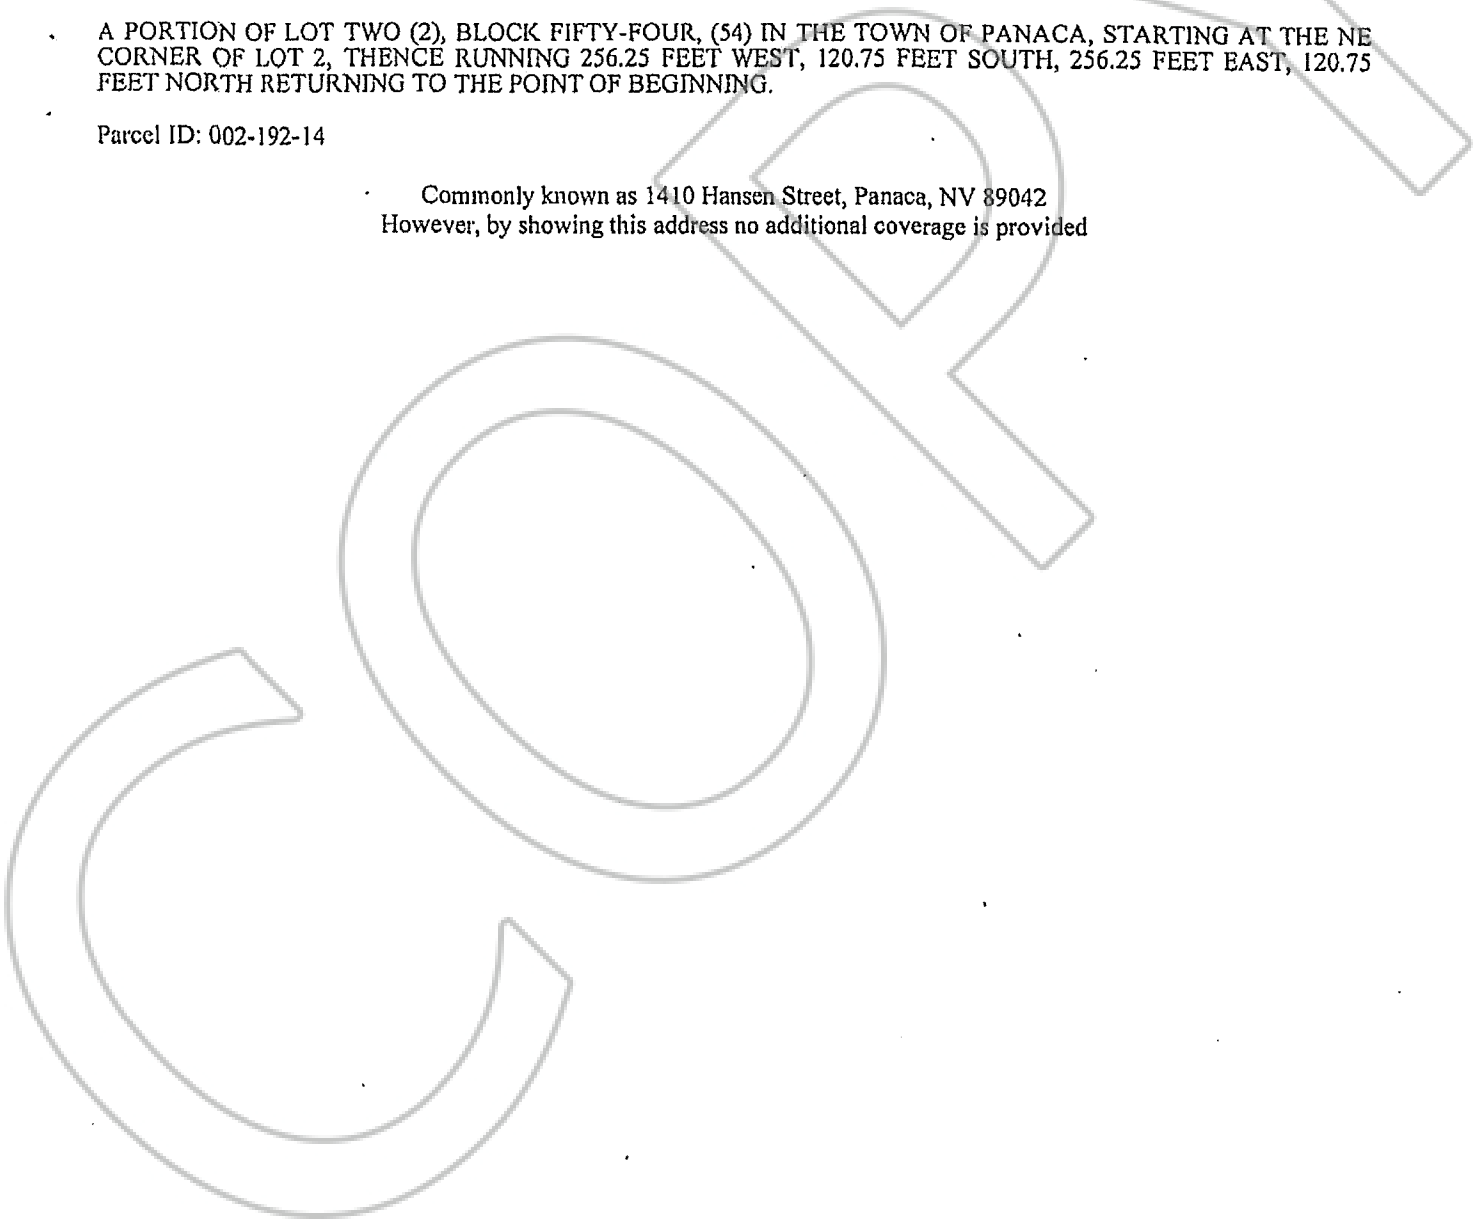 A PORTION OF LOT TWO (2), BLOCK FIFTY-FOUR, (54) IN THE TOWN OF PANACA, STARTING AT THE NE
CORNER OF LOT 2, THENCE RUNNING 256.25 FEET WEST, 120.75 FEET SOUTH, 256.25 FEET EAST, 120.75
FEET NORTH RETURNING TO THE POINT OF BEGINNING.
Parcel ID: 002-192-14
Commonly known as 1410 Hansen Street, Panaca, NV 89042
However, by showing this address no additional coverage is provided
COPY